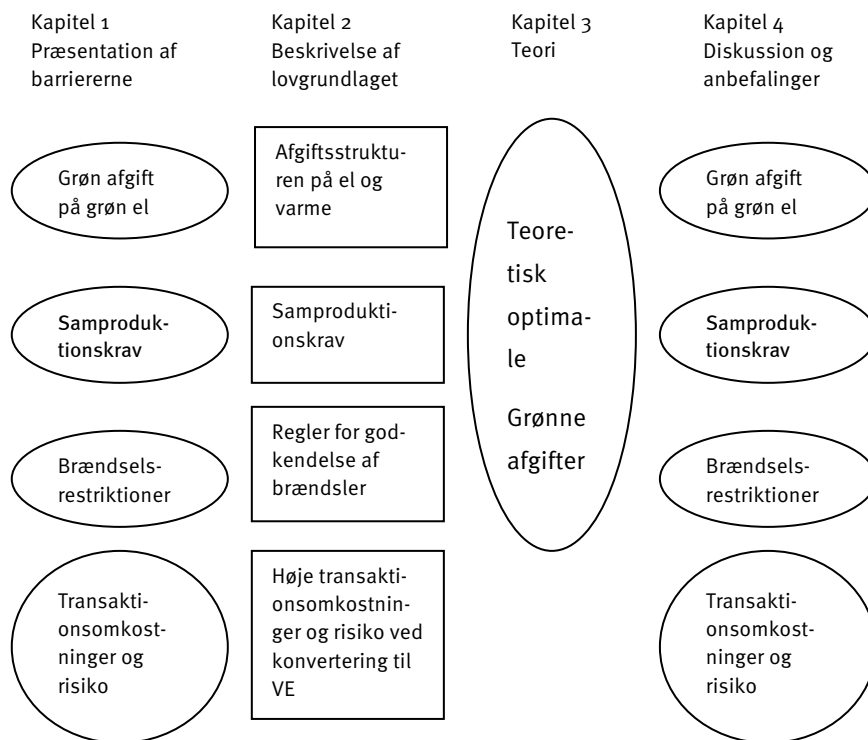 Kapitel 1
Præsentation af
barriererne
Kapitel 2
Beskrivelse af
lovgrundlaget
Kapitel 3
Teori
Kapitel 4
Diskussion og
anbefalinger
Grøn afgift
på grøn el
Afgiftsstruktu-
ren på el og
varme
Teore-
tisk
optima-
le
Grønne
afgifter
Grøn afgift
på grøn el
Samproduk-
tionskrav
Samprodukti-
onskrav
Samproduk-
tionskrav
Brændsels-
restriktioner
Regler for god-
kendelse af
brændsler
Brændsels-
restriktioner
Transakti-
onsomkost-
ninger og
risiko
Høje transakti-
onsomkostnin-
ger og risiko ved
konvertering til
VE
Transakti-
onsomkost-
ninger og
risiko